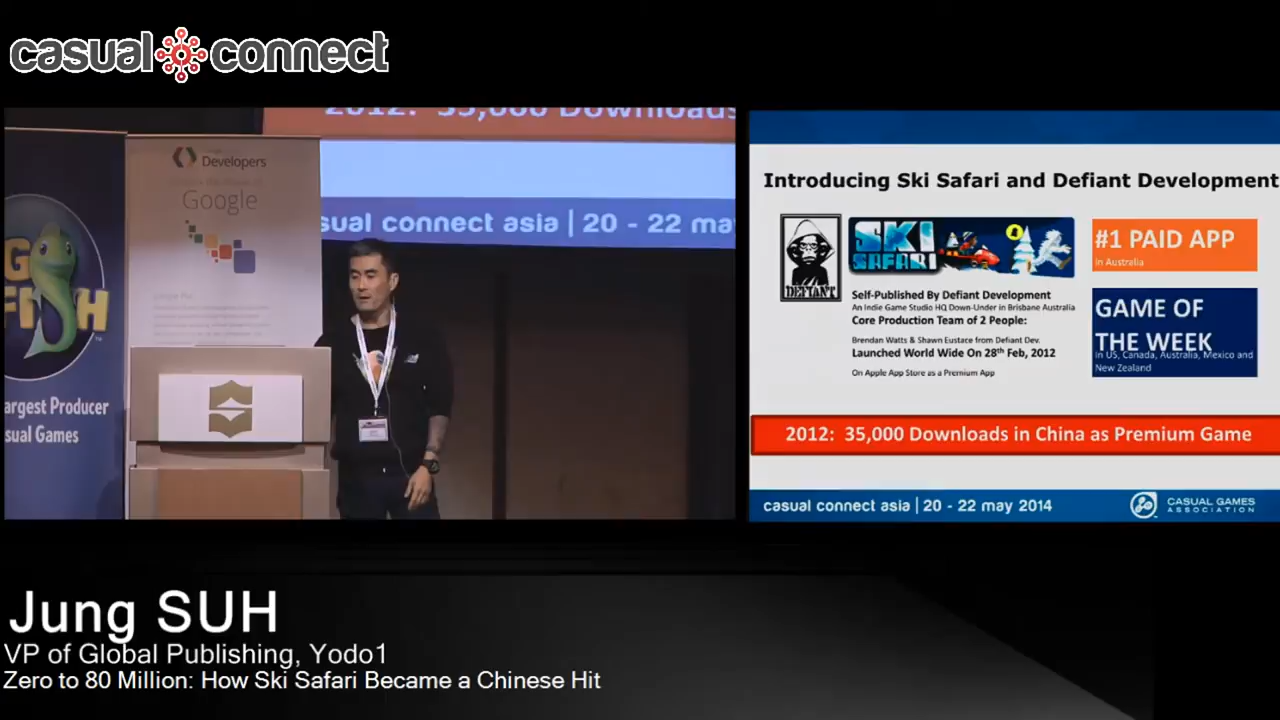 casual connect
2012: 35,000 Downloads
Developers
Google
sual connect asia | 20 - 22 ma
G
FISH
argest Producer
sual Games
Introducing Ski Safari and Defiant Development
DEFIANT
SKI
SAFARI
#1 PAID APP
in Australia
Self-Published By Defiant Development
An Indie Game Studio HQ Down-Under in Brisbane Australia
Core Production Team of 2 People:
Brendan Watts & Shawn Eustace from Defiant Dev.
Launched World Wide On 28th Feb, 2012
On Apple App Store as a Premium App
GAME OF
THE WEEK
In US, Canada, Australia, Mexico and
New Zealand
2012: 35,000 Downloads in China as Premium Game
casual connect asia | 20 - 22 may 2014
CASUAL GAMES
ASSOCIATION
Jung SUH
VP of Global Publishing, Yodo1
Zero to 80 Million: How Ski Safari Became a Chinese Hit